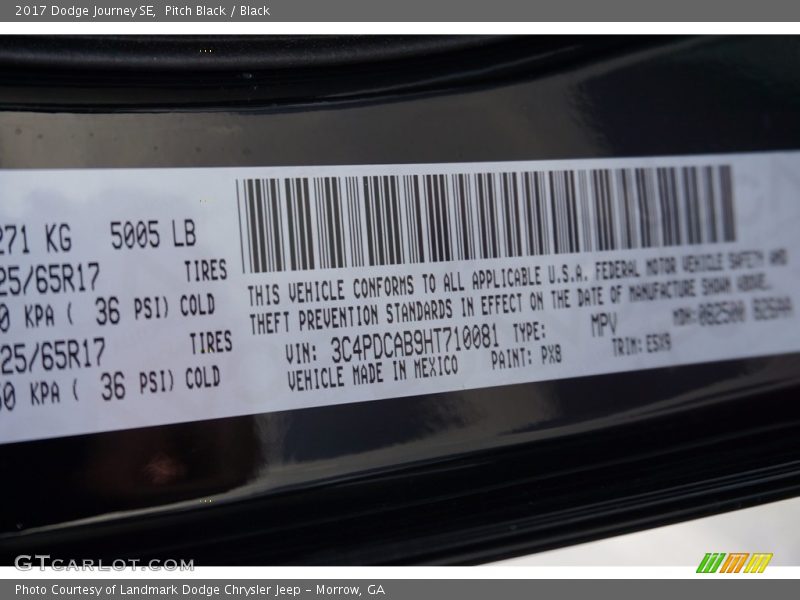 2017 Dodge Journey SE, Pitch Black / Black
271 KG 5005 LB
25/65R17 TIRES
0 KPA ( 36 PSI) COLD
25/65R17 TIRES
50 KPA ( 36 PSI) COLD
THIS VEHICLE CONFORMS TO ALL APPLICABLE U.S.A. FEDERAL MOTOR VEHICLE SAFETY AND
THEFT PREVENTION STANDARDS IN EFFECT ON THE DATE OF MANUFACTURE SHOWN ABOVE.
VIN: 3C4PDCAB9HT710081 TYPE: MPV MDH: 062500
VEHICLE MADE IN MEXICO PAINT: PX8 TRIM: E5X9
GTCARLOT.COM
Photo Courtesy of Landmark Dodge Chrysler Jeep – Morrow, GA